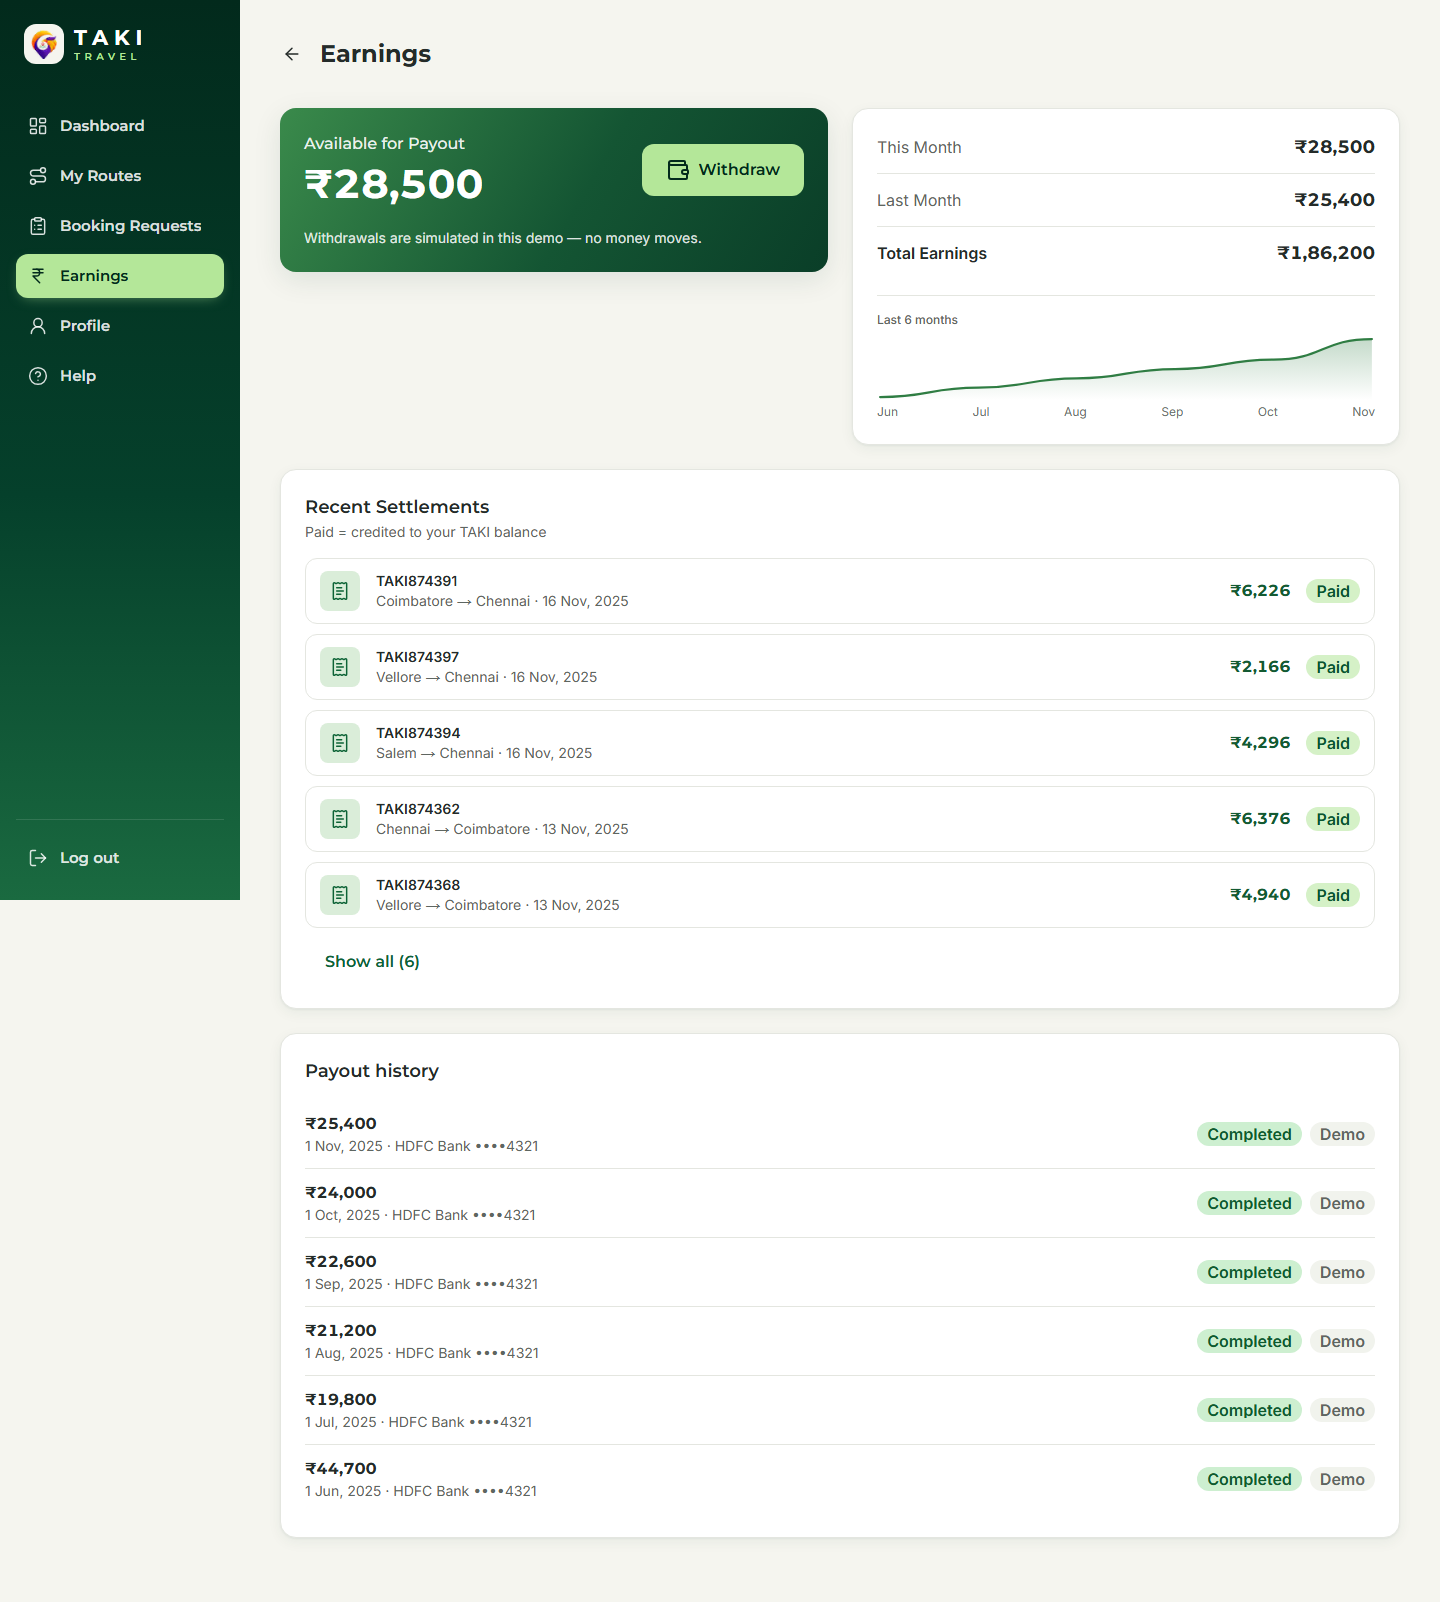 TAKI
TRAVEL
Dashboard
My Routes
Booking Requests
Earnings
Profile
Help
Log out
Earnings
Available for Payout
₹28,500
Withdraw
Withdrawals are simulated in this demo — no money moves.
This Month ₹28,500
Last Month ₹25,400
Total Earnings ₹1,86,200
Last 6 months
Jun Jul Aug Sep Oct Nov
Recent Settlements
Paid = credited to your TAKI balance
TAKI874391
Coimbatore → Chennai · 16 Nov, 2025
₹6,226 Paid
TAKI874397
Vellore → Chennai · 16 Nov, 2025
₹2,166 Paid
TAKI874394
Salem → Chennai · 16 Nov, 2025
₹4,296 Paid
TAKI874362
Chennai → Coimbatore · 13 Nov, 2025
₹6,376 Paid
TAKI874368
Vellore → Coimbatore · 13 Nov, 2025
₹4,940 Paid
Show all (6)
Payout history
₹25,400
1 Nov, 2025 · HDFC Bank ••••4321
Completed Demo
₹24,000
1 Oct, 2025 · HDFC Bank ••••4321
Completed Demo
₹22,600
1 Sep, 2025 · HDFC Bank ••••4321
Completed Demo
₹21,200
1 Aug, 2025 · HDFC Bank ••••4321
Completed Demo
₹19,800
1 Jul, 2025 · HDFC Bank ••••4321
Completed Demo
₹44,700
1 Jun, 2025 · HDFC Bank ••••4321
Completed Demo